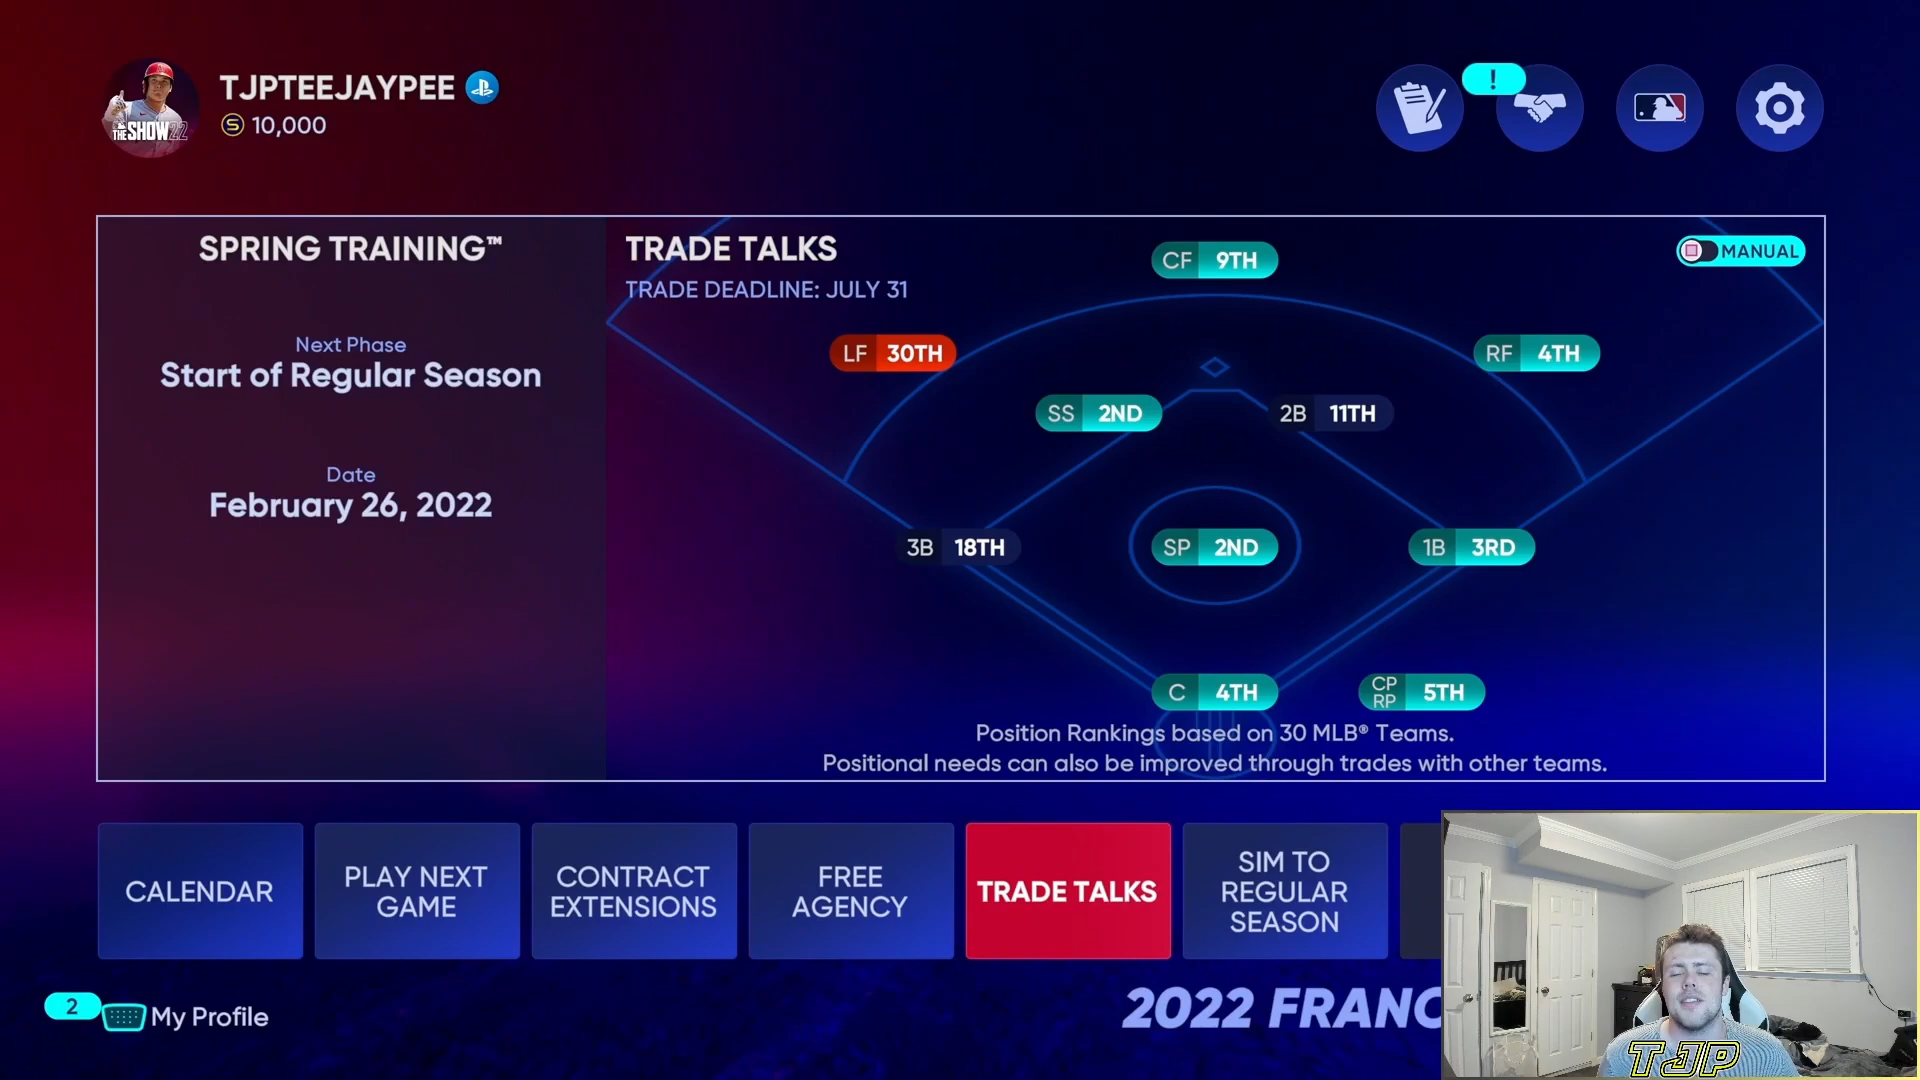 TJPTEEJAYPEE
10,000
THE SHOW 22
!
SPRING TRAINING™
Next Phase
Start of Regular Season
Date
February 26, 2022
TRADE TALKS
TRADE DEADLINE: JULY 31
MANUAL
CF 9TH
LF 30TH
RF 4TH
SS 2ND
2B 11TH
3B 18TH
SP 2ND
1B 3RD
C 4TH
CP
RP 5TH
Position Rankings based on 30 MLB® Teams.
Positional needs can also be improved through trades with other teams.
CALENDAR
PLAY NEXT
GAME
CONTRACT
EXTENSIONS
FREE
AGENCY
TRADE TALKS
SIM TO
REGULAR
SEASON
2 My Profile
2022 FRANC
TJP